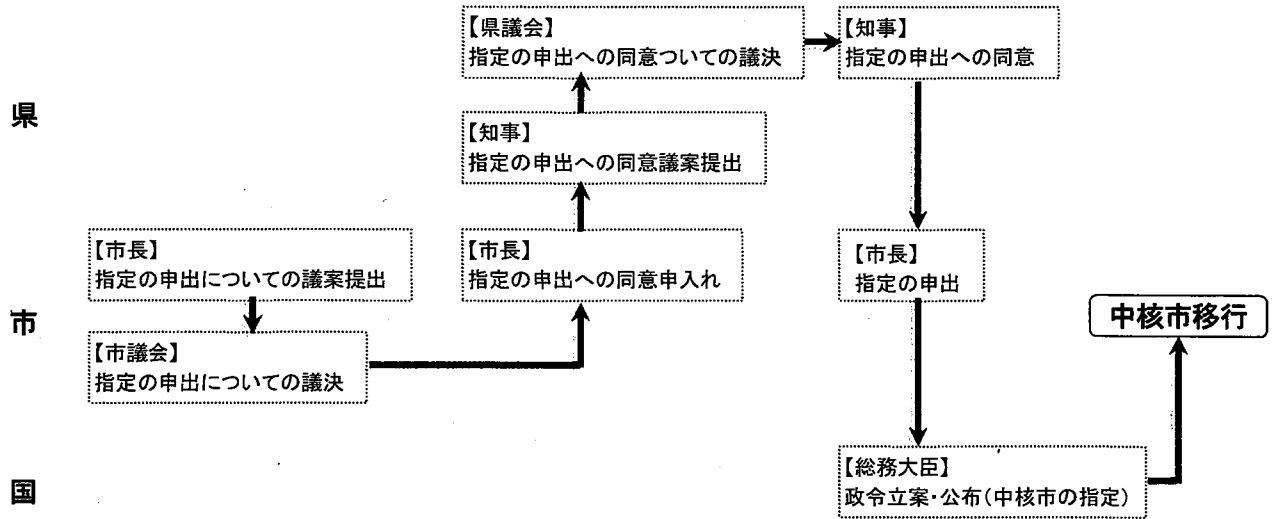 県
【県議会】
指定の申出への同意ついての議決
【知事】
指定の申出への同意
【知事】
指定の申出への同意議案提出
市
【市長】
指定の申出についての議案提出
【市議会】
指定の申出についての議決
【市長】
指定の申出への同意申入れ
【市長】
指定の申出
中核市移行
国
【総務大臣】
政令立案・公布(中核市の指定)